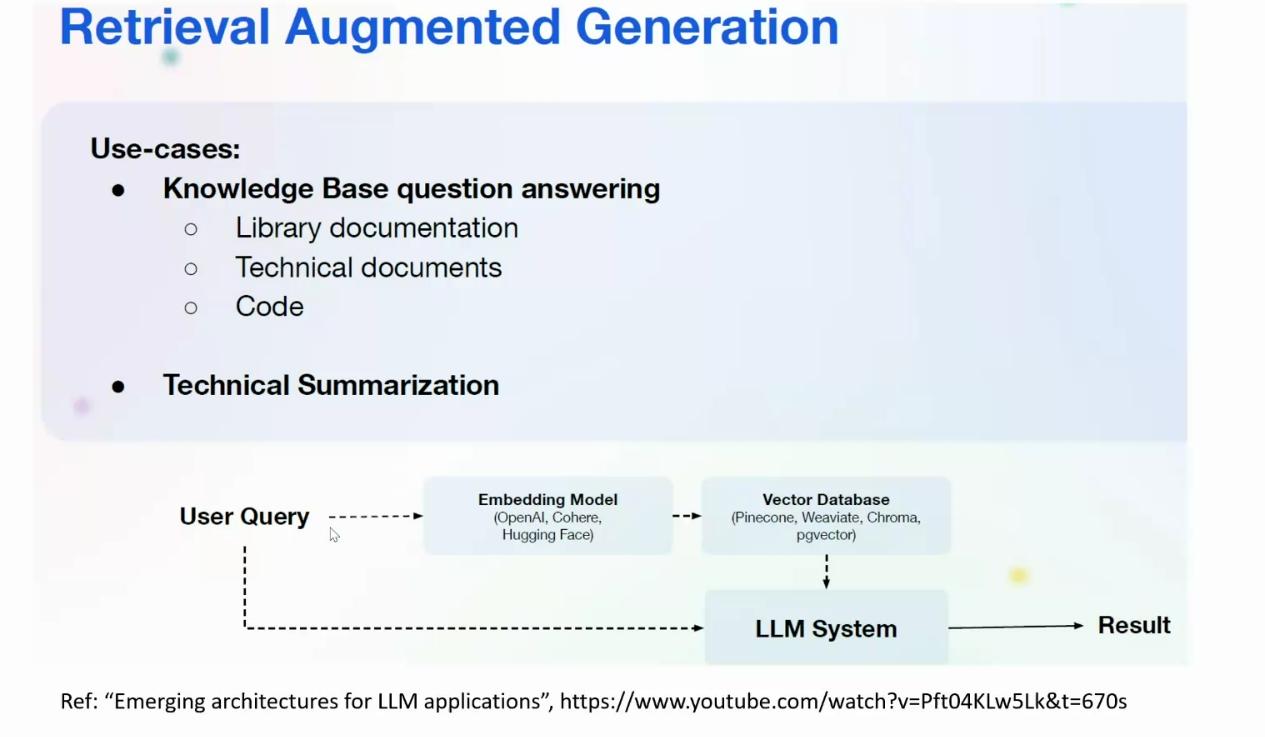 Retrieval Augmented Generation
Use-cases:
● Knowledge Base question answering
○ Library documentation
○ Technical documents
○ Code
● Technical Summarization
User Query
Embedding Model
(OpenAI, Cohere,
Hugging Face)
Vector Database
(Pinecone, Weaviate, Chroma,
pgvector)
LLM System
Result
Ref: “Emerging architectures for LLM applications”, https://www.youtube.com/watch?v=Pft04KLw5Lk&t=670s